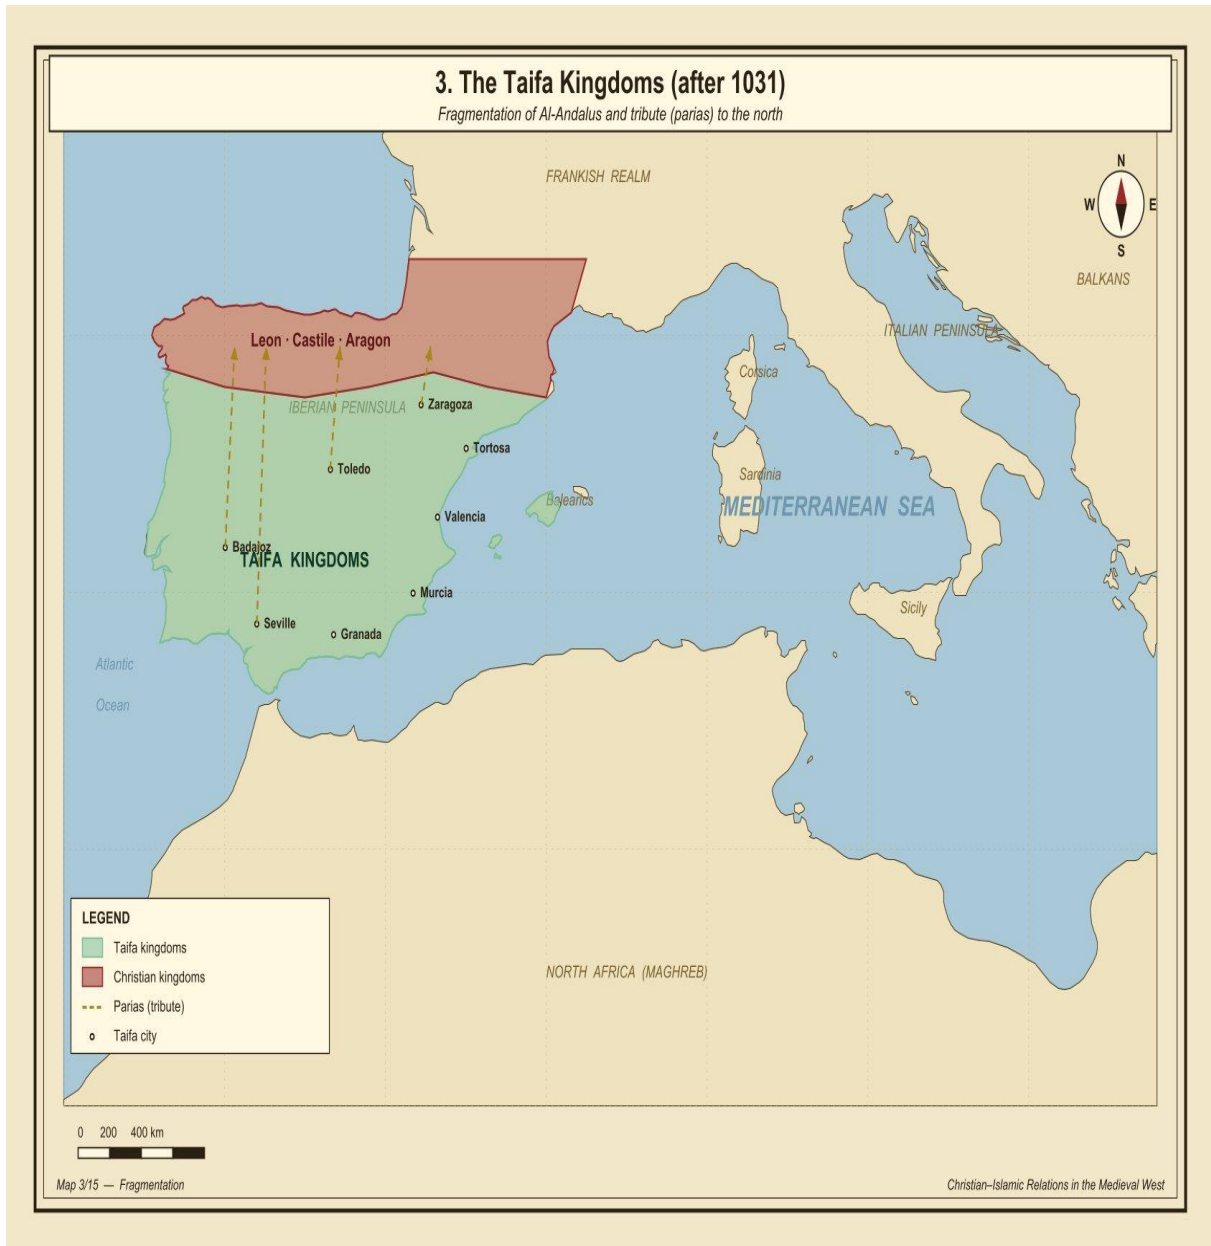 3. The Taifa Kingdoms (after 1031)
Fragmentation of Al-Andalus and tribute (parias) to the north
N
W E
S
FRANKISH REALM
BALKANS
ITALIAN PENINSULA
Leon · Castile · Aragon
Corsica
IBERIAN PENINSULA
Zaragoza
Tortosa
Toledo
Sardinia
Balearics
MEDITERRANEAN SEA
Valencia
Badajoz
TAIFA KINGDOMS
Murcia
Sicily
Seville
Granada
Atlantic
Ocean
NORTH AFRICA (MAGHREB)
LEGEND
Taifa kingdoms
Christian kingdoms
Parias (tribute)
Taifa city
0 200 400 km
Map 3/15 — Fragmentation
Christian–Islamic Relations in the Medieval West